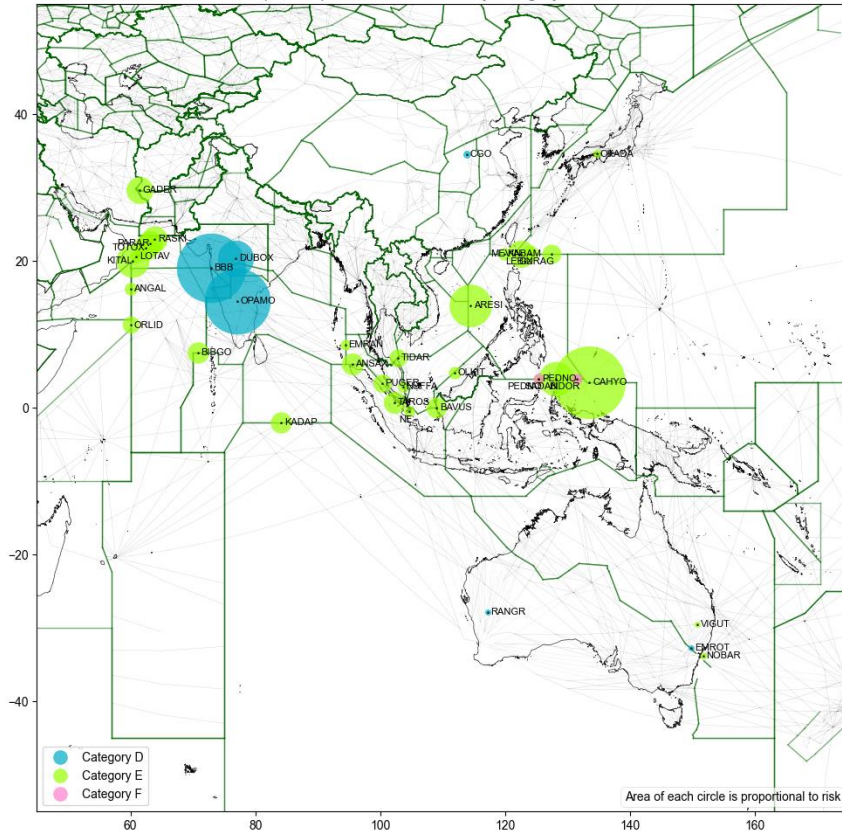 40
20
0
−20
−40
60
80
100
120
140
160
CGO
OKADA
GADER
RASKI
PARAR
TOTOX
LOTAV
KITAL
DUBOX
BBB
OPAMO
ANGAL
ORLID
BIBGO
KADAP
EMRAN
ANSAX
TIDAR
PUGER
TAROS
BAVUS
OLKIT
ARESI
CAHYO
RANGR
VIGUT
EMROT
NOBAR
Category D
Category E
Category F
Area of each circle is proportional to risk